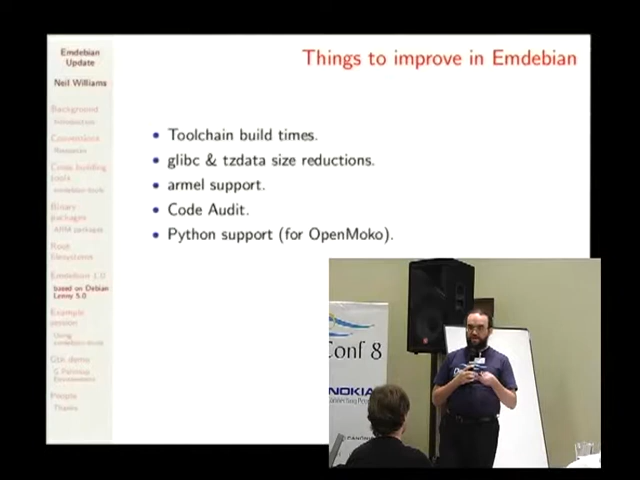 Emdebian
Update
Neil Williams
Background
Introduction
Conventions
Resources
Cross building
tools
emdebian-tools
Binary
packages
ARM packages
Root
filesystems
Emdebian 1.0
based on Debian
Lenny 5.0
Example
session
Using
emdebian-tools
Gtk demo
Environment
People
Thanks
Things to improve in Emdebian
• Toolchain build times.
• glibc & tzdata size reductions.
• armel support.
• Code Audit.
• Python support (for OpenMoko).
Conf 8
NOKIA